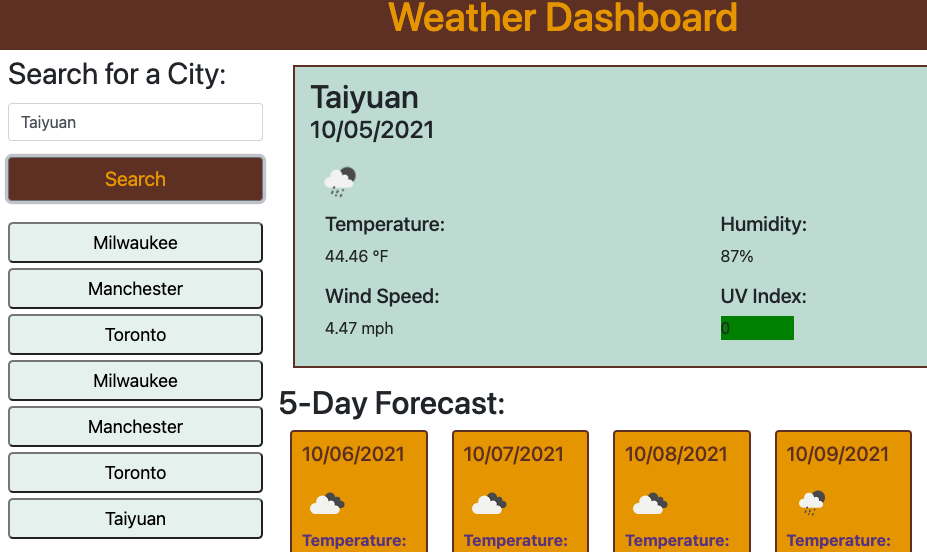 Weather Dashboard
Search for a City:
Taiyuan
Search
Milwaukee
Manchester
Toronto
Milwaukee
Manchester
Toronto
Taiyuan
Taiyuan
10/05/2021
Temperature:
44.46 °F
Humidity:
87%
Wind Speed:
4.47 mph
UV Index:
0
5-Day Forecast:
10/06/2021
Temperature:
10/07/2021
Temperature:
10/08/2021
Temperature:
10/09/2021
Temperature: